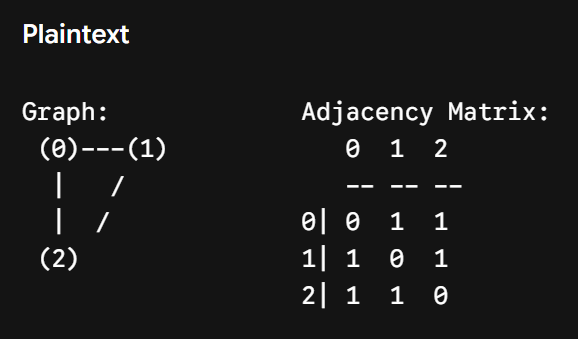 Plaintext
Graph:                Adjacency Matrix:
 (0)---(1)               0  1  2
  |   /                  -- -- --
  |  /                0| 0  1  1
 (2)                  1| 1  0  1
                      2| 1  1  0